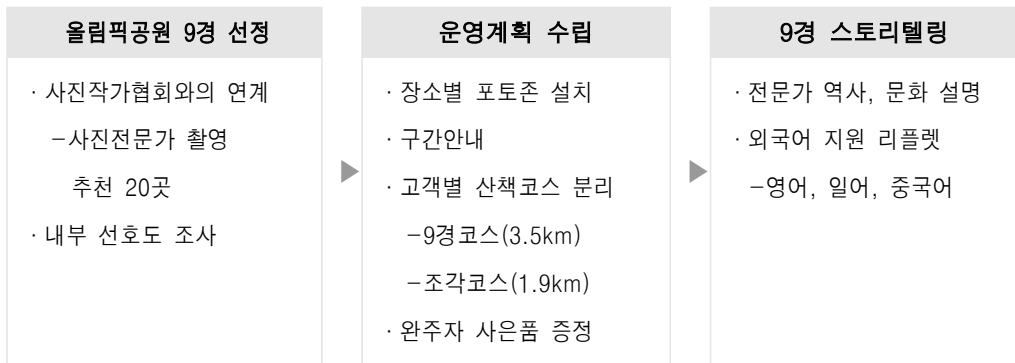 올림픽공원 9경 선정
· 사진작가협회와의 연계
-사진전문가 촬영
추천 20곳
· 내부 선호도 조사
▶
운영계획 수립
· 장소별 포토존 설치
· 구간안내
· 고객별 산책코스 분리
-9경코스(3.5km)
-조각코스(1.9km)
· 완주자 사은품 증정
▶
9경 스토리텔링
· 전문가 역사, 문화 설명
· 외국어 지원 리플렛
-영어, 일어, 중국어